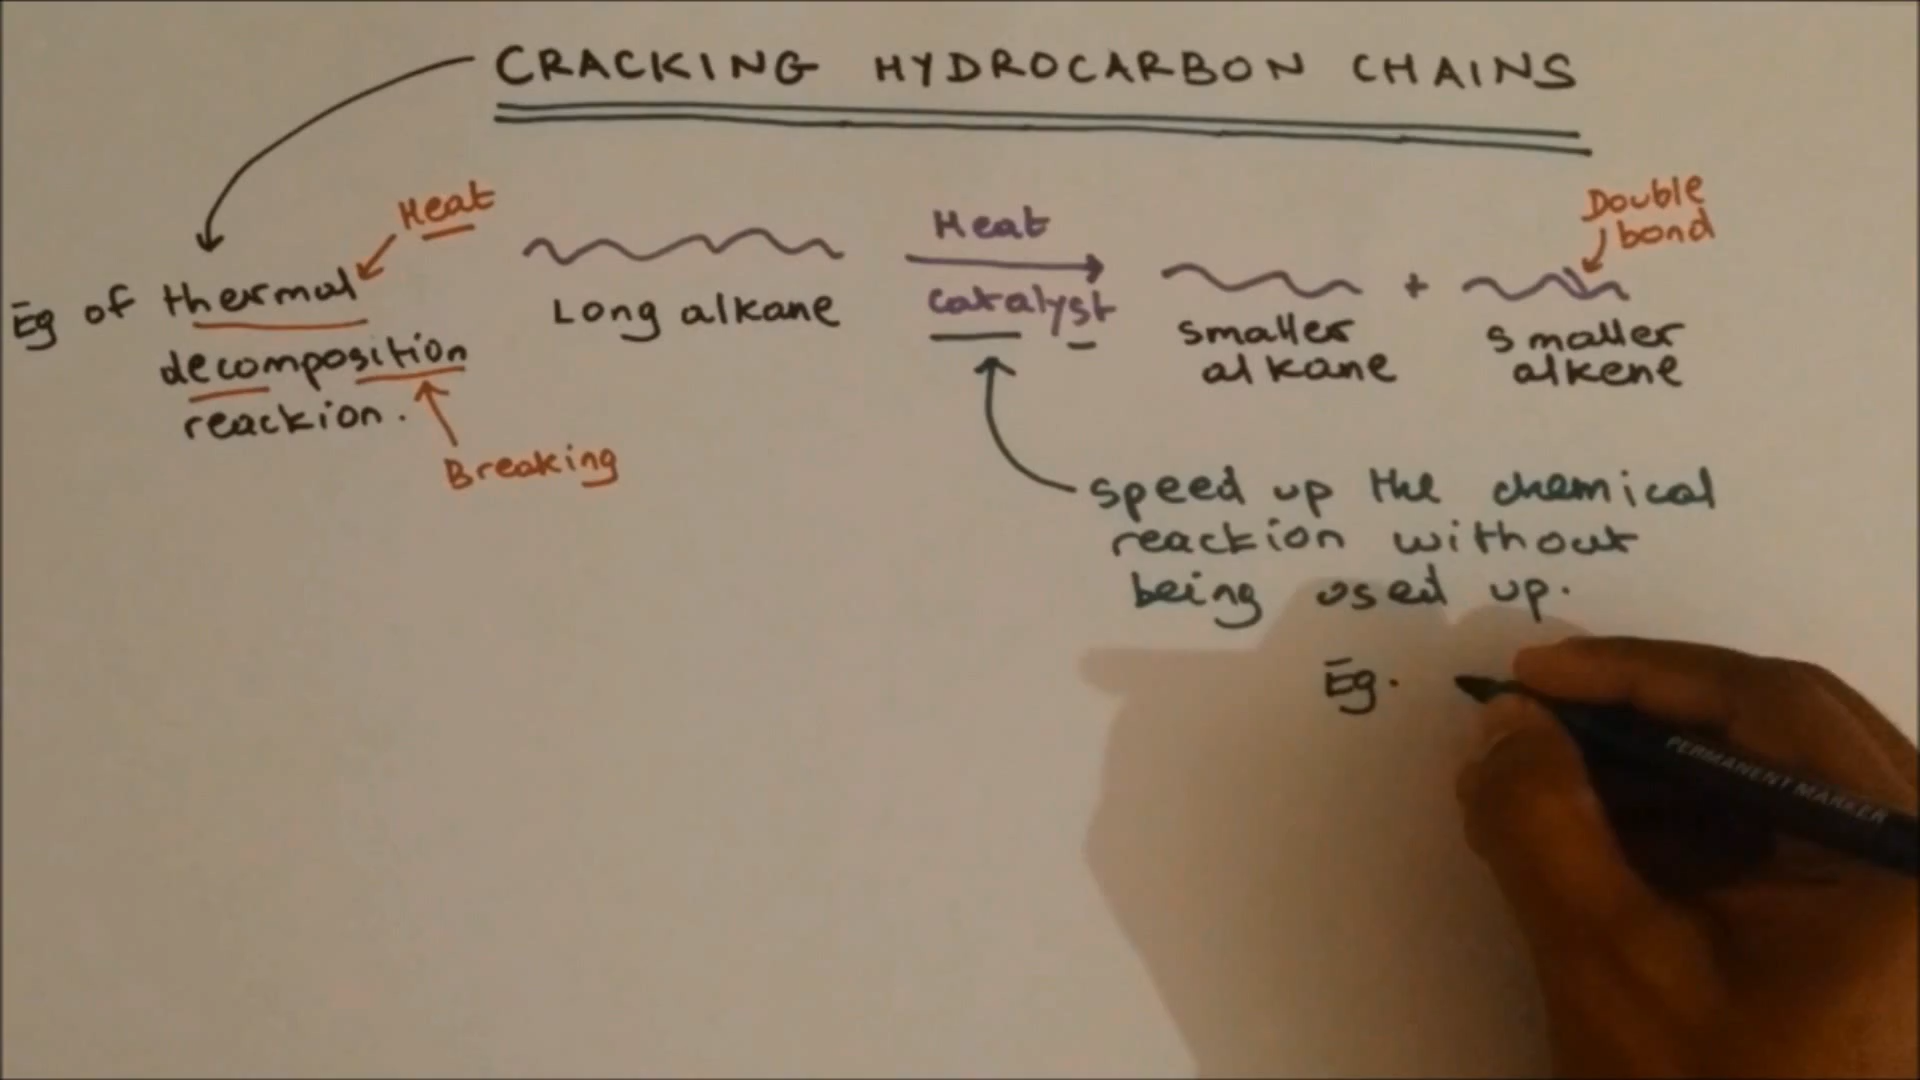 CRACKING HYDROCARBON CHAINS
Heat
Eg of thermal
decomposition
reaction.
Breaking
Long alkane
Heat
catalyst
smaller
alkane
+
Double
bond
smaller
alkene
speed up the chemical
reaction without
being used up.
Eg.
PERMANENT MARKER